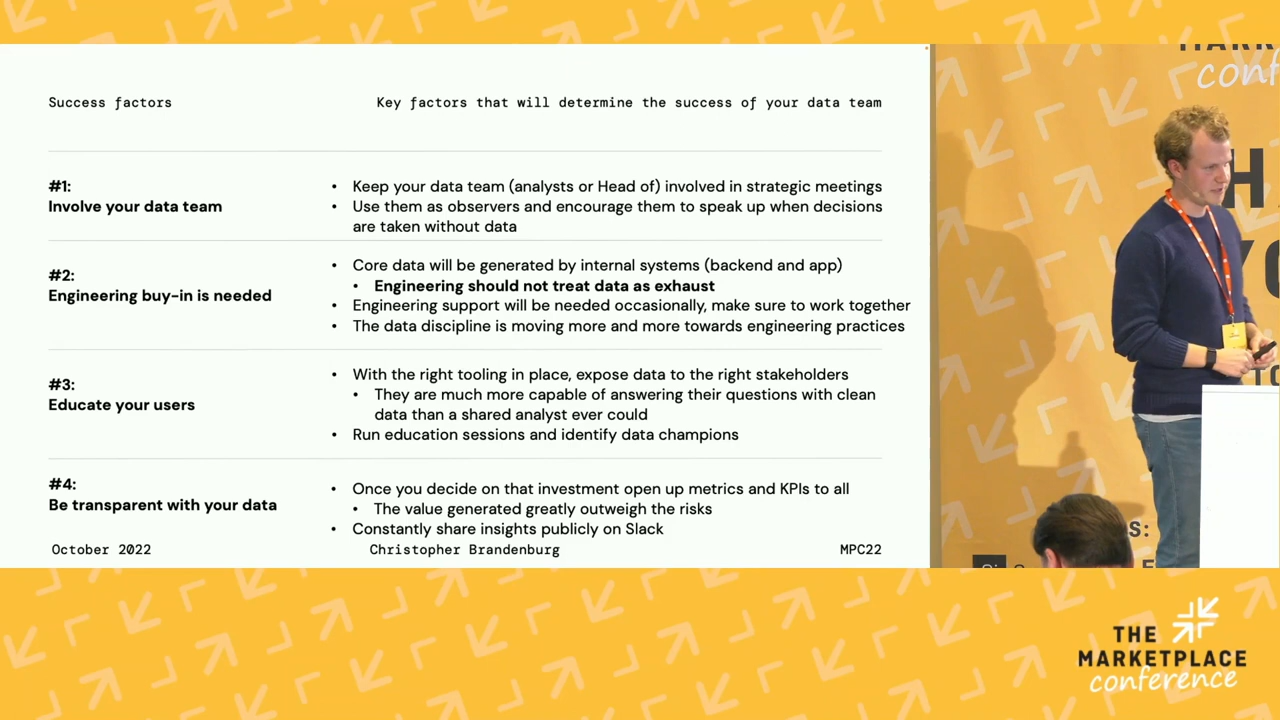 Success factors
Key factors that will determine the success of your data team
#1:
Involve your data team
• Keep your data team (analysts or Head of) involved in strategic meetings
• Use them as observers and encourage them to speak up when decisions
are taken without data
#2:
Engineering buy-in is needed
• Core data will be generated by internal systems (backend and app)
• Engineering should not treat data as exhaust
• Engineering support will be needed occasionally, make sure to work together
• The data discipline is moving more and more towards engineering practices
#3:
Educate your users
• With the right tooling in place, expose data to the right stakeholders
• They are much more capable of answering their questions with clean
data than a shared analyst ever could
• Run education sessions and identify data champions
#4:
Be transparent with your data
• Once you decide on that investment open up metrics and KPIs to all
• The value generated greatly outweigh the risks
• Constantly share insights publicly on Slack
October 2022
Christopher Brandenburg
MPC22
THE
MARKETPLACE
conference